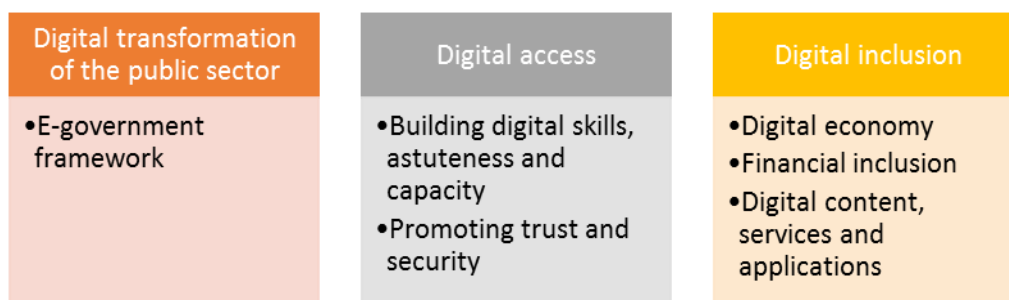 Digital transformation
of the public sector
•E-government
framework
Digital access
•Building digital skills,
astuteness and
capacity
•Promoting trust and
security
Digital inclusion
•Digital economy
•Financial inclusion
•Digital content,
services and
applications